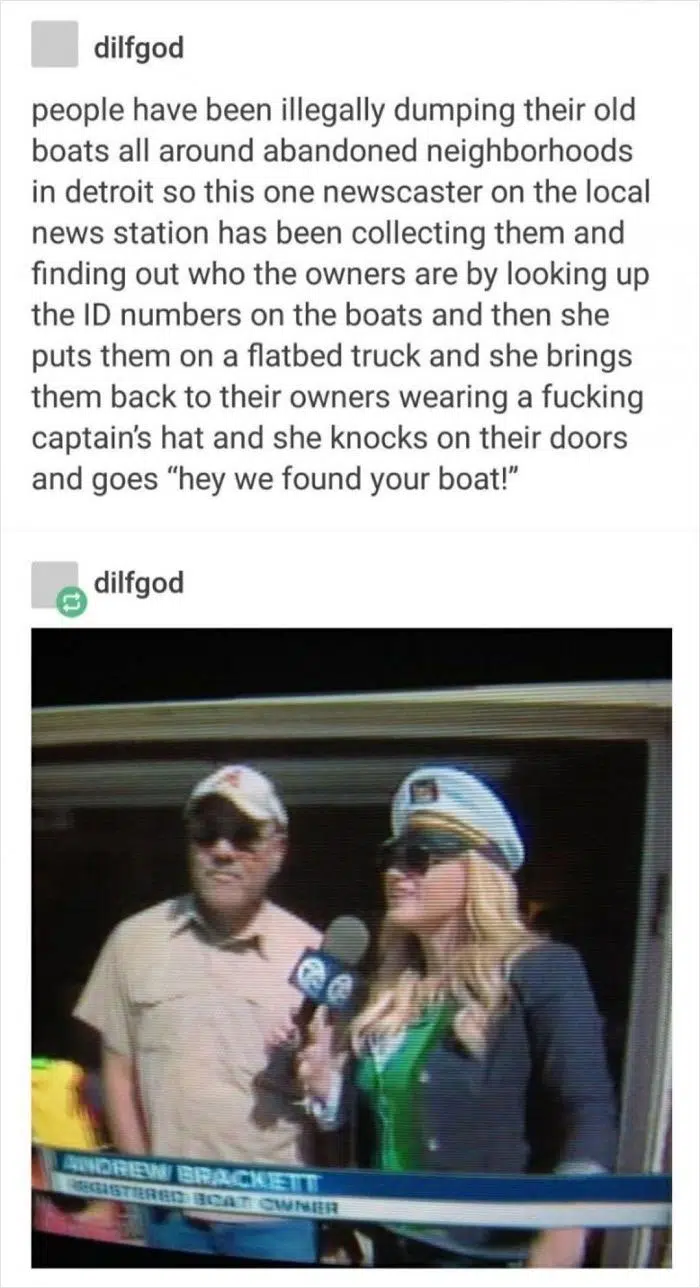 dilfgod
people have been illegally dumping their old
boats all around abandoned neighborhoods
in detroit so this one newscaster on the local
news station has been collecting them and
finding out who the owners are by looking up
the ID numbers on the boats and then she
puts them on a flatbed truck and she brings
them back to their owners wearing a fucking
captain's hat and she knocks on their doors
and goes “hey we found your boat!”
dilfgod
ANDREW BRACKETT
REGISTERED BOAT OWNER